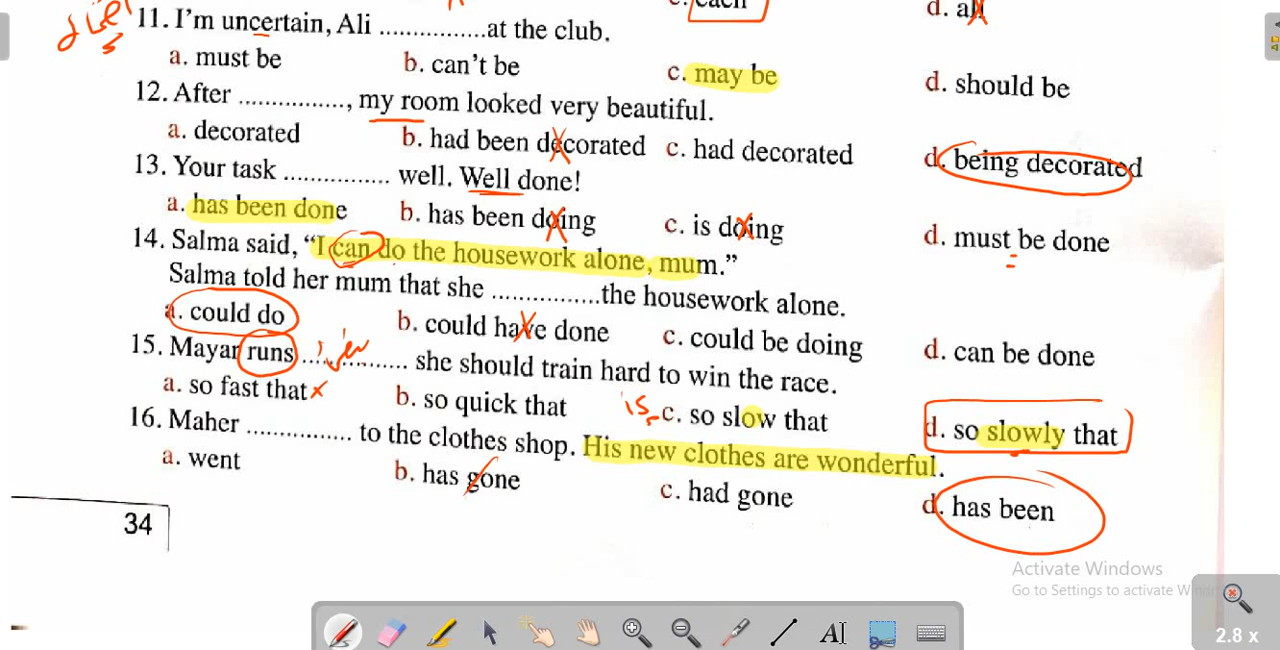 c. each d. all
11. I'm uncertain, Ali ................at the club.
a. must be b. can't be c. may be d. should be
12. After ................, my room looked very beautiful.
a. decorated b. had been decorated c. had decorated d. being decorated
13. Your task ................ well. Well done!
a. has been done b. has been doing c. is doing d. must be done
14. Salma said, “I can do the housework alone, mum.”
Salma told her mum that she ................the housework alone.
a. could do b. could have done c. could be doing d. can be done
15. Mayar runs ................ she should train hard to win the race.
a. so fast that b. so quick that is c. so slow that d. so slowly that
16. Maher ................ to the clothes shop. His new clothes are wonderful.
a. went b. has gone c. had gone d. has been
34
Activate Windows
Go to Settings to activate
2.8 x